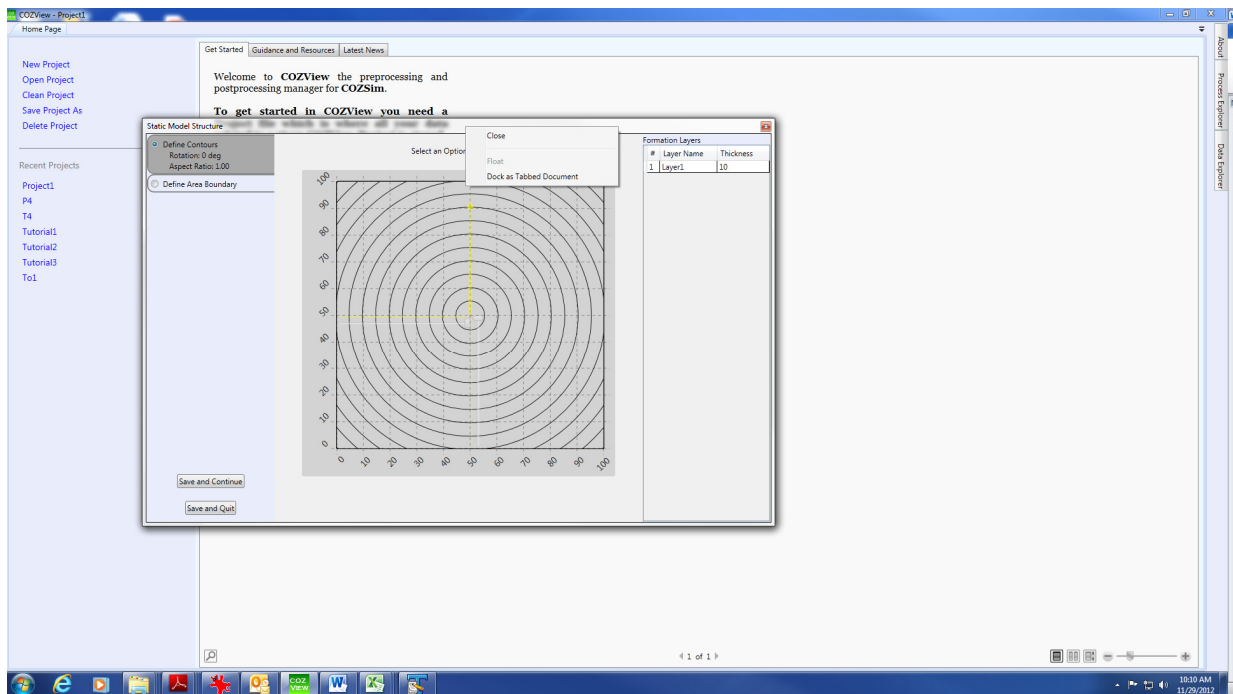 COZView - Project1
Home Page
New Project
Open Project
Clean Project
Save Project As
Delete Project
Recent Projects
Project1
P4
T4
Tutorial1
Tutorial2
Tutorial3
To1
Get Started
Guidance and Resources
Latest News
Welcome to COZView the preprocessing and
postprocessing manager for COZSim.
To get started in COZView you need a
Static Model Structure
Define Contours
Rotation: 0 deg
Aspect Ratio: 1.00
Define Area Boundary
Save and Continue
Save and Quit
Select an Option
Close
Float
Dock as Tabbed Document
100
90
80
70
60
50
40
30
20
10
0
0 10 20 30 40 50 60 70 80 90 100
Formation Layers
# Layer Name Thickness
1 Layer1 10
About
Process Explorer
Data Explorer
1 of 1
COZ
VIEW
10:10 AM
11/29/2012